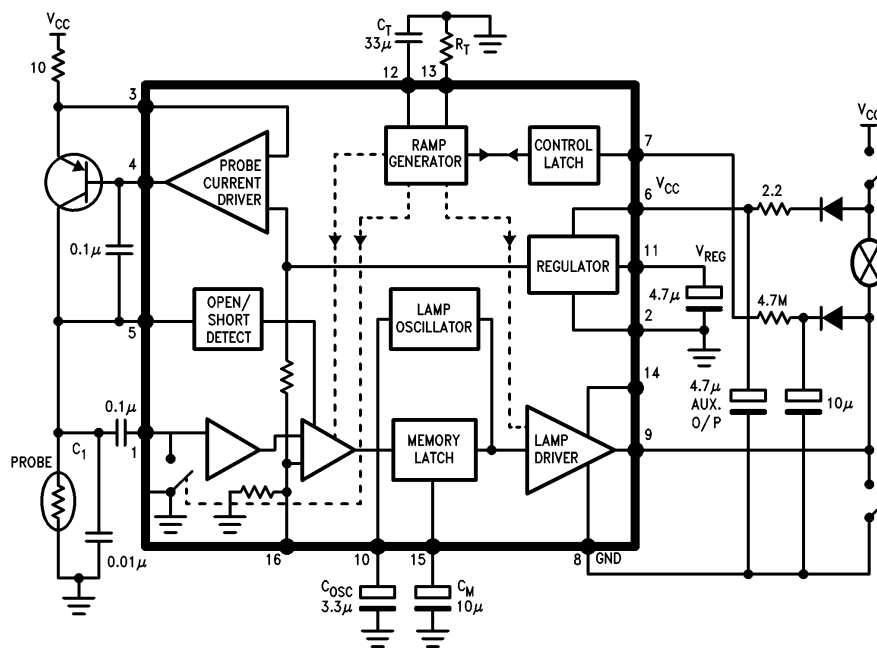 V_CC
10
C_T
33μ
R_T
12
13
3
4
0.1μ
PROBE
CURRENT
DRIVER
RAMP
GENERATOR
CONTROL
LATCH
7
6
V_CC
V_CC
2.2
11
V_REG
REGULATOR
4.7μ
2
4.7M
5
OPEN/
SHORT
DETECT
LAMP
OSCILLATOR
14
4.7μ
AUX.
O/P
10μ
0.1μ
C_1
1
PROBE
MEMORY
LATCH
LAMP
DRIVER
9
0.01μ
16
10
15
8
GND
C_OSC
3.3μ
C_M
10μ